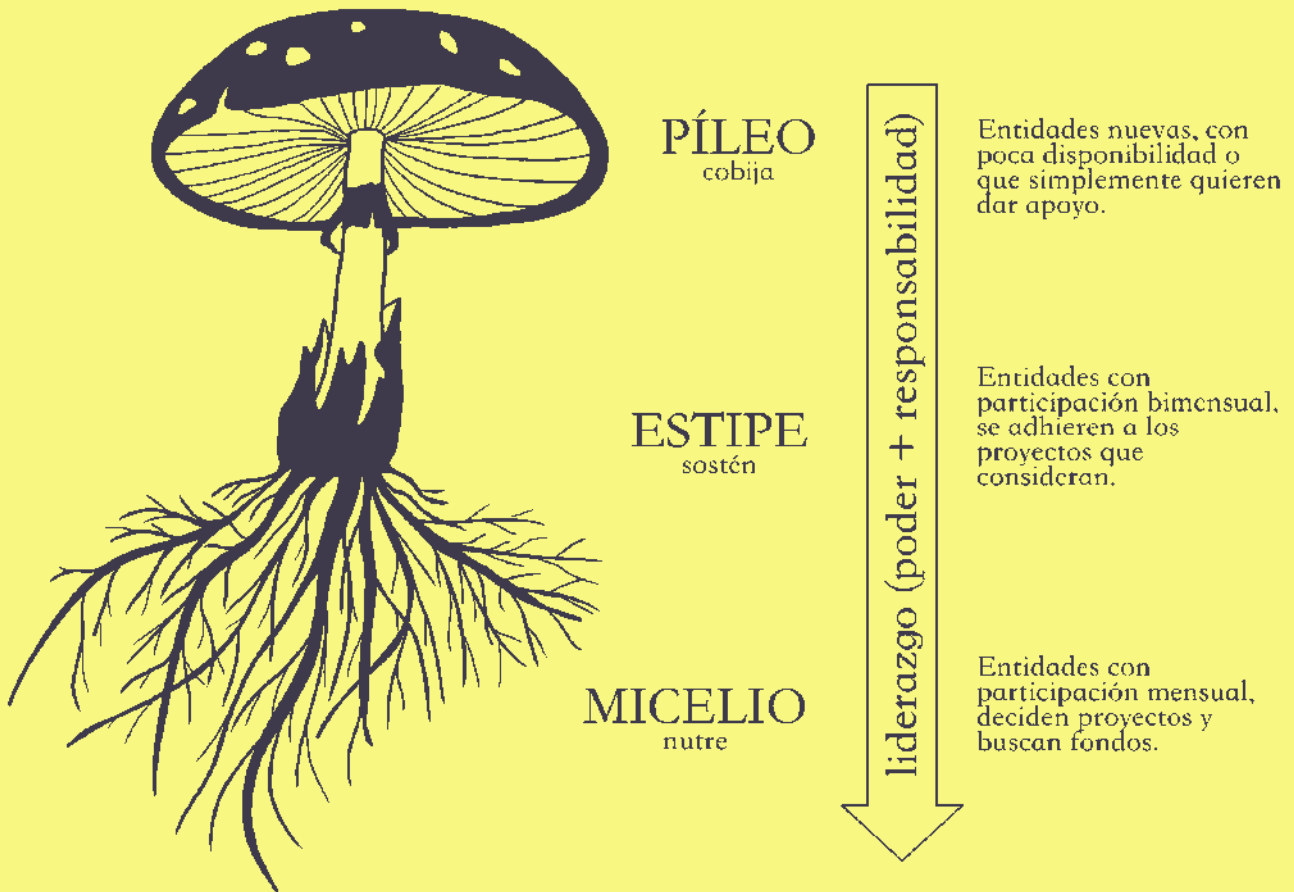 PÍLEO
cobija
Entidades nuevas, con
poca disponibilidad o
que simplemente quieren
dar apoyo.
liderazgo (poder + responsabilidad)
ESTIPE
sostén
Entidades con
participación bimensual,
se adhieren a los
proyectos que
consideran.
MICELIO
nutre
Entidades con
participación mensual,
deciden proyectos y
buscan fondos.